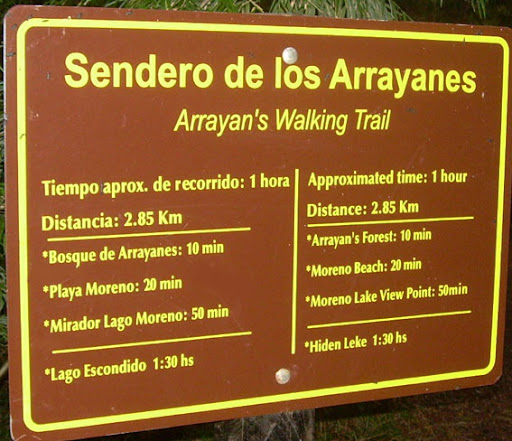 Sendero de los Arrayanes
Arrayan's Walking Trail
Tiempo aprox. de recorrido: 1 hora
Distancia: 2.85 Km
*Bosque de Arrayanes: 10 min
*Playa Moreno: 20 min
*Mirador Lago Moreno: 50 min
*Lago Escondido 1:30 hs
Approximated time: 1 hour
Distance: 2.85 Km
*Arrayan's Forest: 10 min
*Moreno Beach: 20 min
*Moreno Lake View Point: 50min
*Hiden Leke 1:30 hs